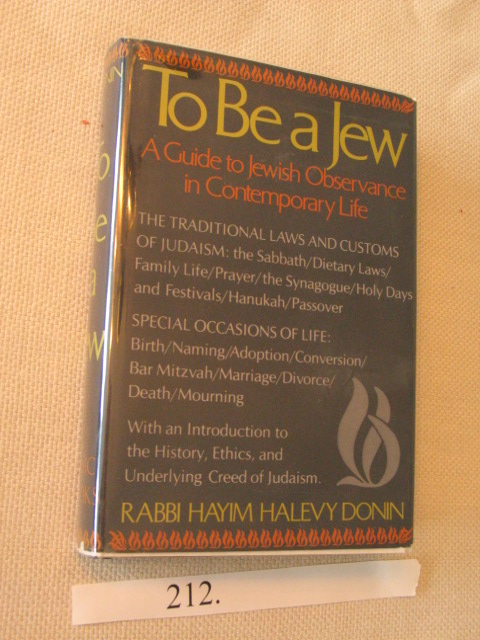 To Be a Jew
A Guide to Jewish Observance
in Contemporary Life
THE TRADITIONAL LAWS AND CUSTOMS
OF JUDAISM: the Sabbath/Dietary Laws/
Family Life/Prayer/the Synagogue/Holy Days
and Festivals/Hanukah/Passover
SPECIAL OCCASIONS OF LIFE:
Birth/Naming/Adoption/Conversion/
Bar Mitzvah/Marriage/Divorce/
Death/Mourning
With an Introduction to
the History, Ethics, and
Underlying Creed of Judaism.
RABBI HAYIM HALEVY DONIN
212.